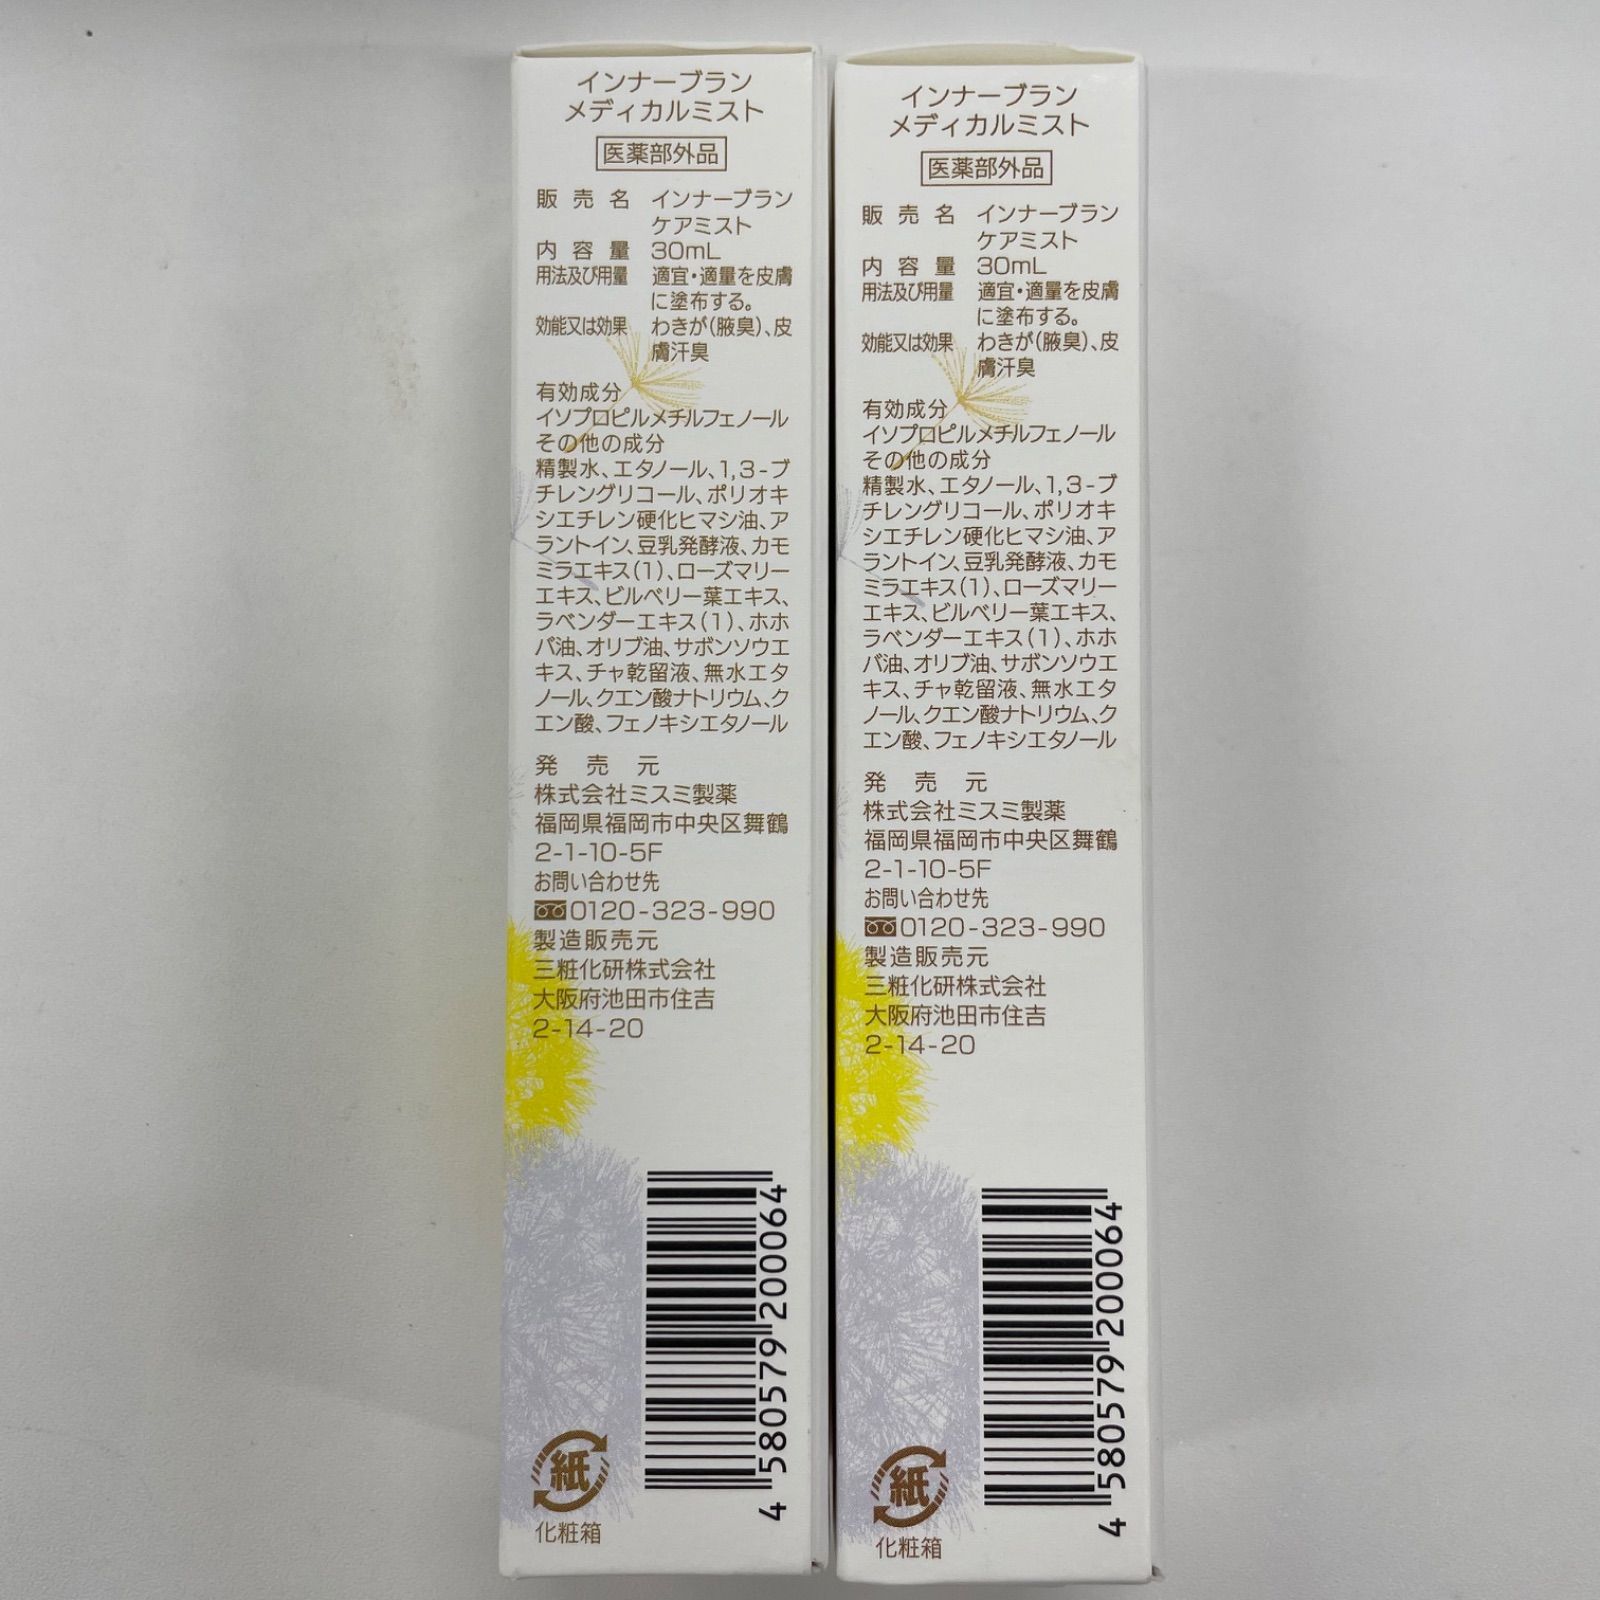 インナーブラン
メディカルミスト
医薬部外品
販売名 インナーブラン
ケアミスト
内容量 30mL
用法及び用量 適宜・適量を皮膚
に塗布する。
効能又は効果 わきが(腋臭)、皮
膚汗臭
有効成分
イソプロピルメチルフェノール
その他の成分
精製水、エタノール、1,3-ブ
チレングリコール、ポリオキ
シエチレン硬化ヒマシ油、ア
ラントイン、豆乳発酵液、カモ
ミラエキス(1)、ローズマリー
エキス、ビルベリー葉エキス、
ラベンダーエキス(1)、ホホ
バ油、オリブ油、サボンソウエ
キス、チャ乾留液、無水エタ
ノール、クエン酸ナトリウム、ク
エン酸、フェノキシエタノール
発売元
株式会社ミスミ製薬
福岡県福岡市中央区舞鶴
2-1-10-5F
お問い合わせ先
0120-323-990
製造販売元
三粧化研株式会社
大阪府池田市住吉
2-14-20
4580579200064
紙
化粧箱
インナーブラン
メディカルミスト
医薬部外品
販売名 インナーブラン
ケアミスト
内容量 30mL
用法及び用量 適宜・適量を皮膚
に塗布する。
効能又は効果 わきが(腋臭)、皮
膚汗臭
有効成分
イソプロピルメチルフェノール
その他の成分
精製水、エタノール、1,3-ブ
チレングリコール、ポリオキ
シエチレン硬化ヒマシ油、ア
ラントイン、豆乳発酵液、カモ
ミラエキス(1)、ローズマリー
エキス、ビルベリー葉エキス、
ラベンダーエキス(1)、ホホ
バ油、オリブ油、サボンソウエ
キス、チャ乾留液、無水エタ
ノール、クエン酸ナトリウム、ク
エン酸、フェノキシエタノール
発売元
株式会社ミスミ製薬
福岡県福岡市中央区舞鶴
2-1-10-5F
お問い合わせ先
0120-323-990
製造販売元
三粧化研株式会社
大阪府池田市住吉
2-14-20
4580579200064
紙
化粧箱